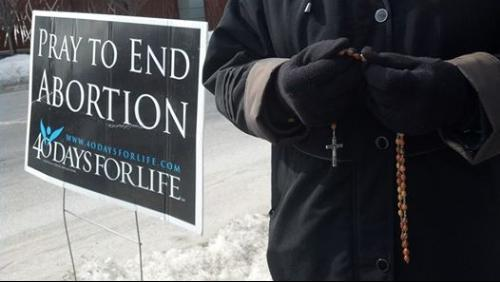 PRAY TO END
ABORTION
WWW.40DAYSFORLIFE.COM
40 DAYS FOR LIFE